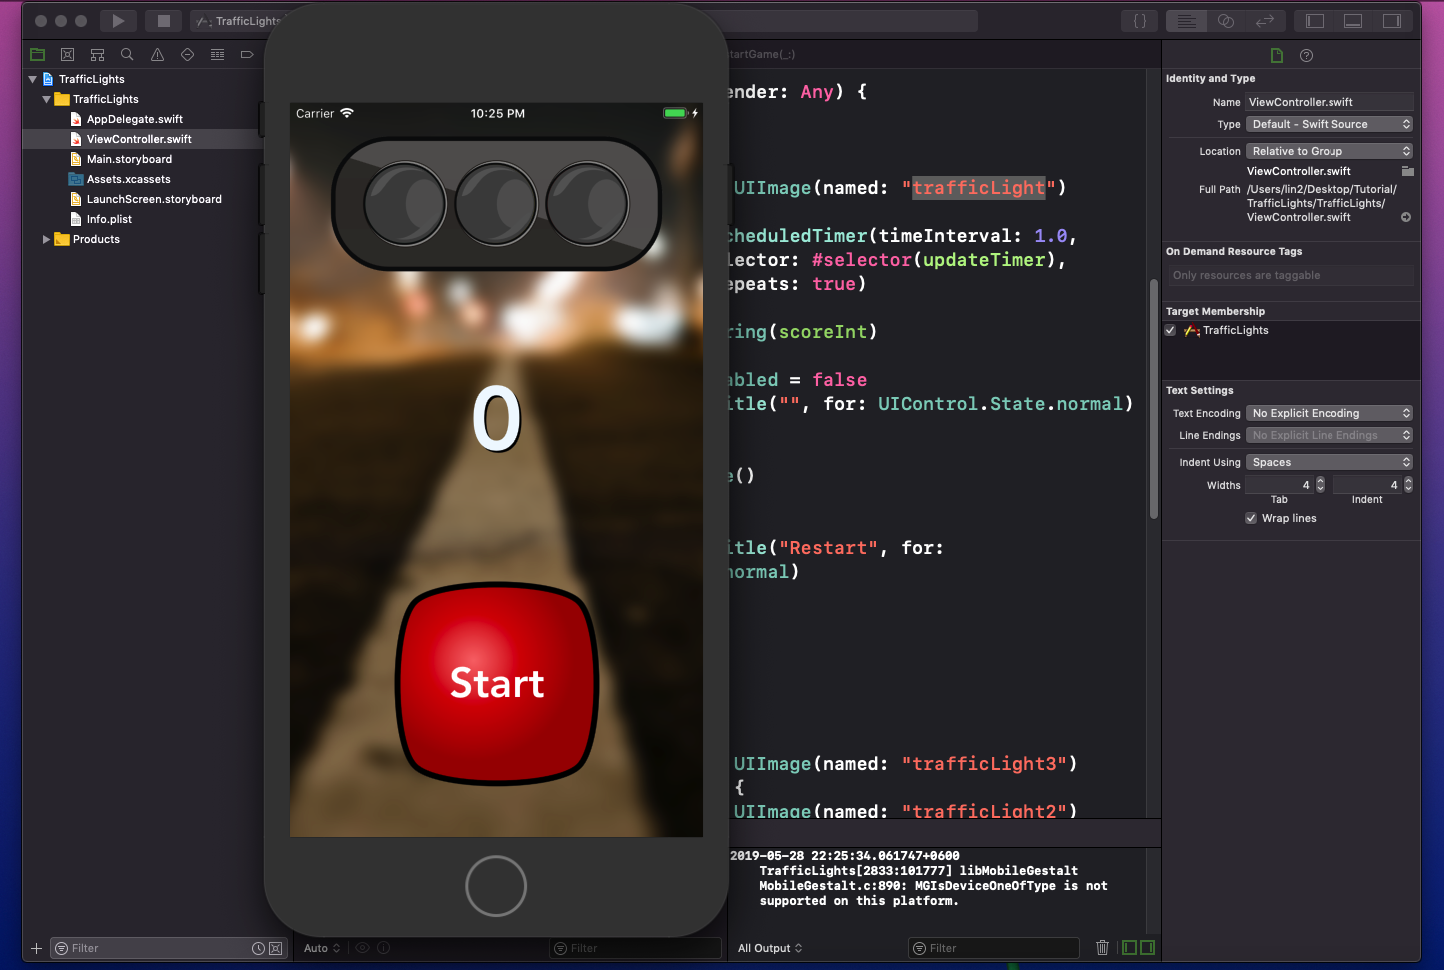 TrafficLights
TrafficLights
TrafficLights
AppDelegate.swift
ViewController.swift
Main.storyboard
Assets.xcassets
LaunchScreen.storyboard
Info.plist
Products
Filter
Carrier
10:25 PM
0
Start
Auto
Filter
tartGame(_:)
ender: Any) {
UIImage(named: "trafficLight")
cheduledTimer(timeInterval: 1.0,
lector: #selector(updateTimer),
epeats: true)
ring(scoreInt)
abled = false
itle("", for: UIControl.State.normal)
e()
itle("Restart", for:
normal)
UIImage(named: "trafficLight3")
{
UIImage(named: "trafficLight2")
2019-05-28 22:25:34.061747+0600
TrafficLights[2833:101777] libMobileGestalt
MobileGestalt.c:890: MGIsDeviceOneOfType is not
supported on this platform.
All Output
Filter
{}
Identity and Type
Name ViewController.swift
Type Default - Swift Source
Location Relative to Group
ViewController.swift
Full Path /Users/lin2/Desktop/Tutorial/
TrafficLights/TrafficLights/
ViewController.swift
On Demand Resource Tags
Only resources are taggable
Target Membership
TrafficLights
Text Settings
Text Encoding No Explicit Encoding
Line Endings No Explicit Line Endings
Indent Using Spaces
Widths 4 4
Tab Indent
Wrap lines